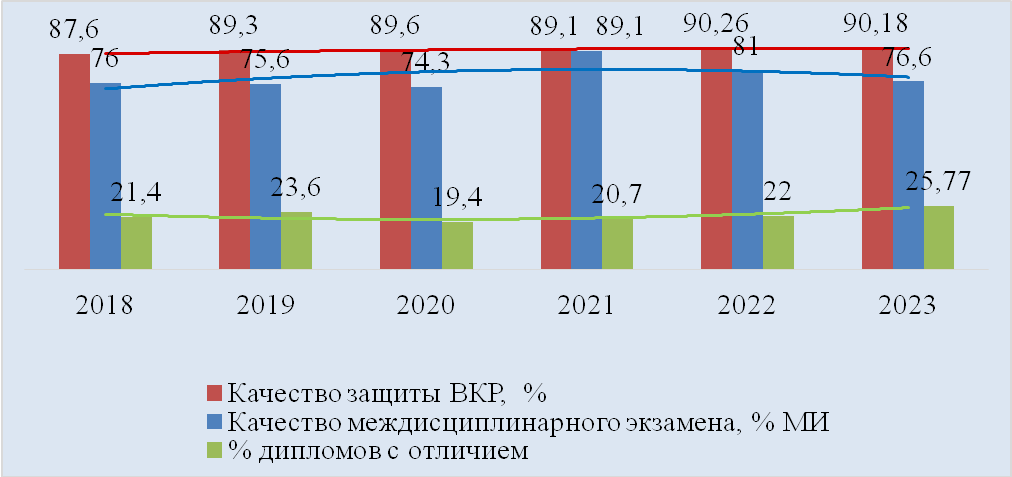 87,6 89,3 89,6 89,1 89,1 90,26 90,18
76 75,6 74,3 81 76,6
21,4 23,6 19,4 20,7 22 25,77
2018 2019 2020 2021 2022 2023
Качество защиты ВКР, %
Качество междисциплинарного экзамена, % МИ
% дипломов с отличием